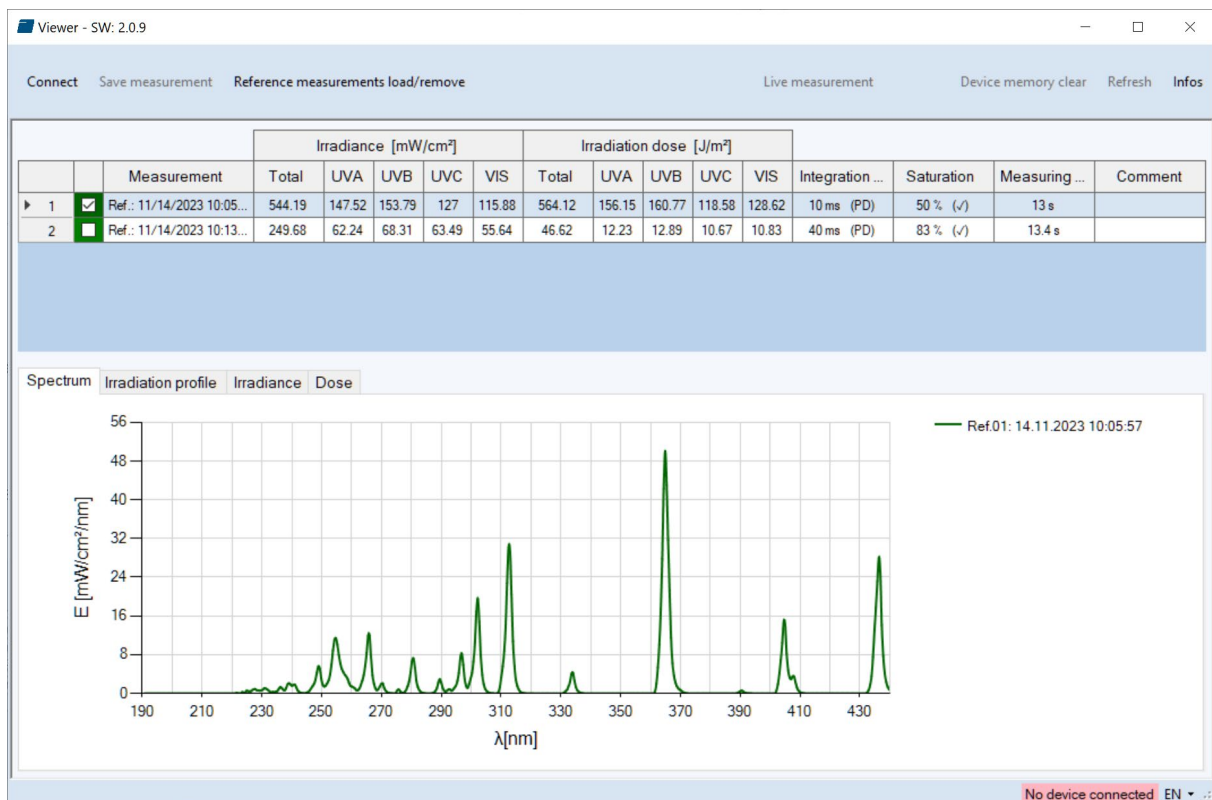 Viewer - SW: 2.0.9
Connect Save measurement Reference measurements load/remove Live measurement Device memory clear Refresh Infos
Irradiance [mW/cm²] Irradiation dose [J/m²]
Measurement Total UVA UVB UVC VIS Total UVA UVB UVC VIS Integration ... Saturation Measuring ... Comment
1 Ref.: 11/14/2023 10:05... 544.19 147.52 153.79 127 115.88 564.12 156.15 160.77 118.58 128.62 10 ms (PD) 50 % (✓) 13 s
2 Ref.: 11/14/2023 10:13... 249.68 62.24 68.31 63.49 55.64 46.62 12.23 12.89 10.67 10.83 40 ms (PD) 83 % (✓) 13.4 s
Spectrum Irradiation profile Irradiance Dose
56
48
40
32
24
16
8
0
E [mW/cm²/nm]
190 210 230 250 270 290 310 330 350 370 390 410 430
λ[nm]
Ref.01: 14.11.2023 10:05:57
No device connected EN